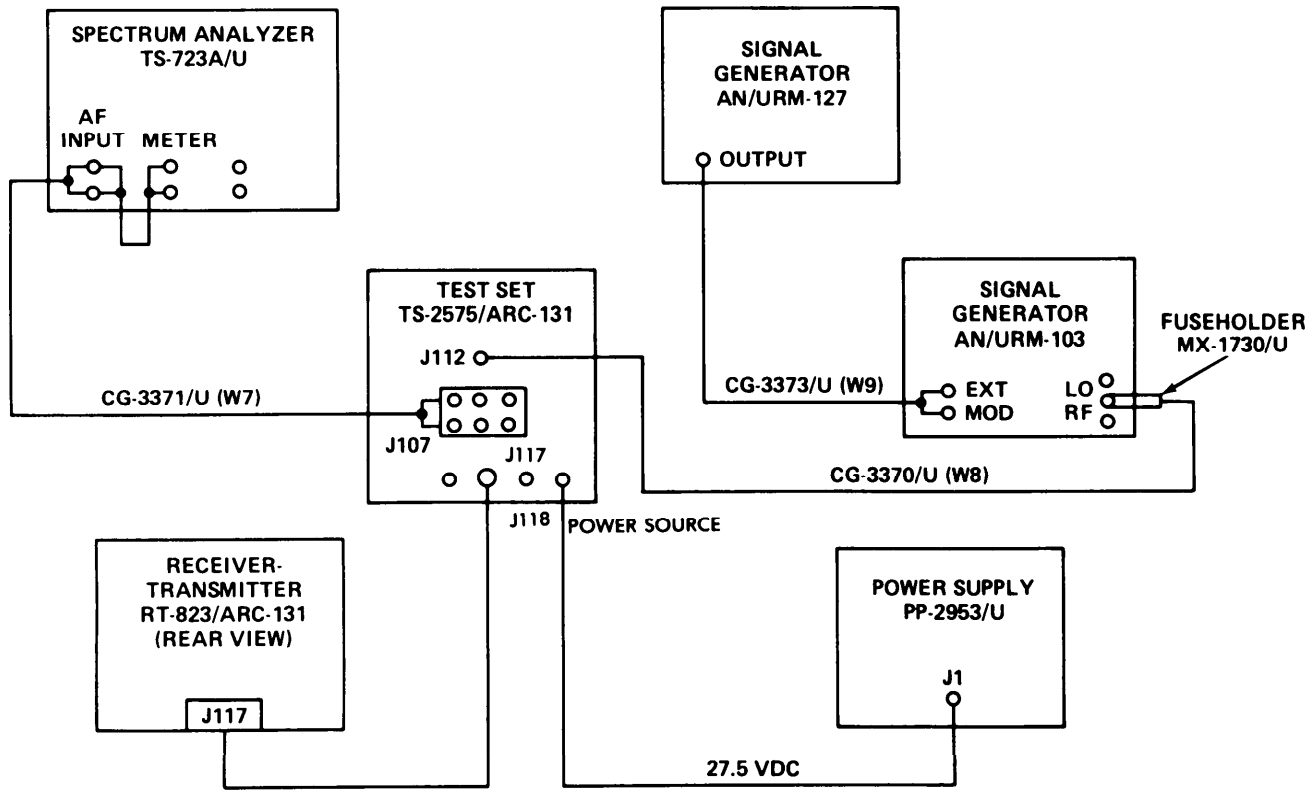 SPECTRUM ANALYZER
TS-723A/U
AF
INPUT METER
SIGNAL
GENERATOR
AN/URM-127
OUTPUT
TEST SET
TS-2575/ARC-131
J112
CG-3371/U (W7)
J107
J117
J118
POWER SOURCE
SIGNAL
GENERATOR
AN/URM-103
EXT
MOD
LO
RF
FUSEHOLDER
MX-1730/U
CG-3373/U (W9)
CG-3370/U (W8)
RECEIVER-
TRANSMITTER
RT-823/ARC-131
(REAR VIEW)
J117
POWER SUPPLY
PP-2953/U
J1
27.5 VDC